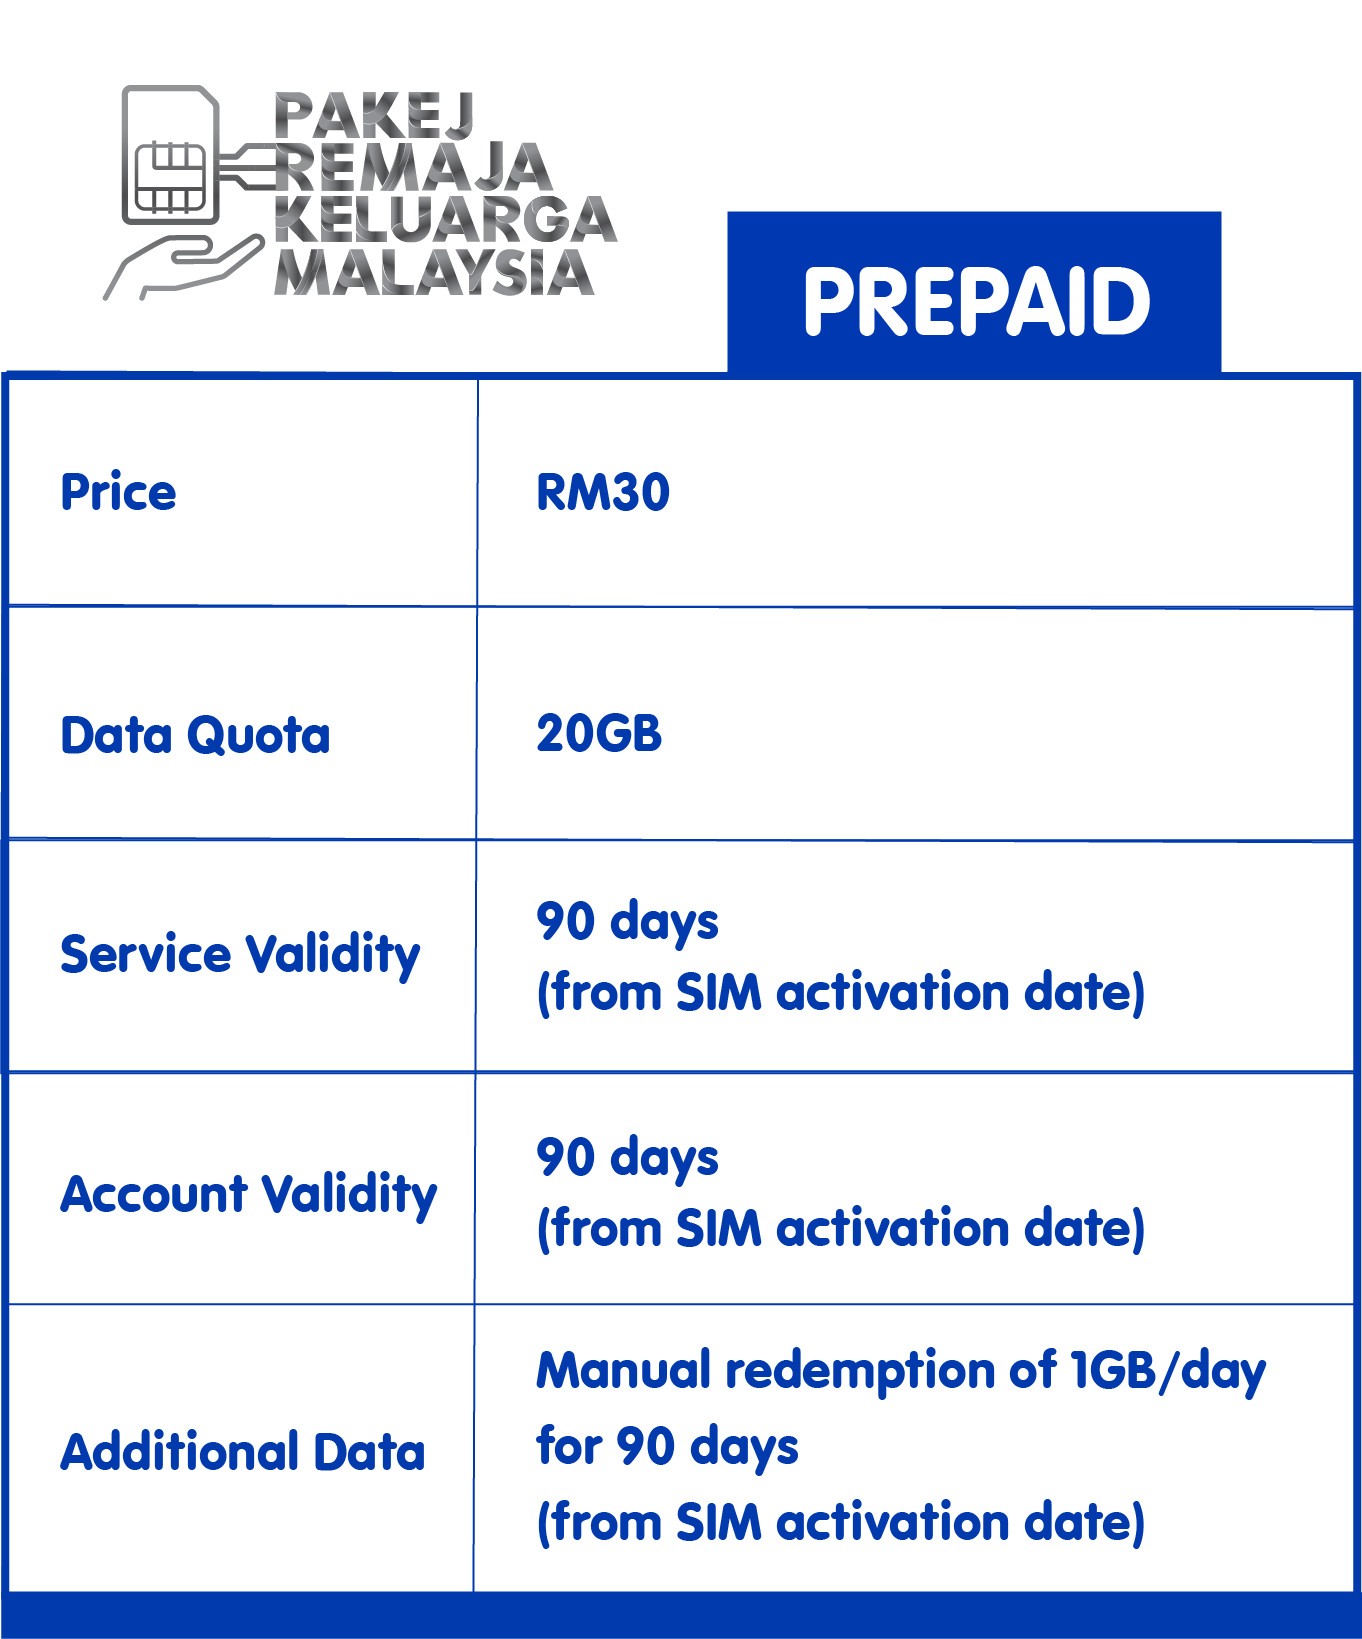 PAKEJ
REMAJA
KELUARGA
MALAYSIA
PREPAID
Price
RM30
Data Quota
20GB
Service Validity
90 days
(from SIM activation date)
Account Validity
90 days
(from SIM activation date)
Additional Data
Manual redemption of 1GB/day
for 90 days
(from SIM activation date)